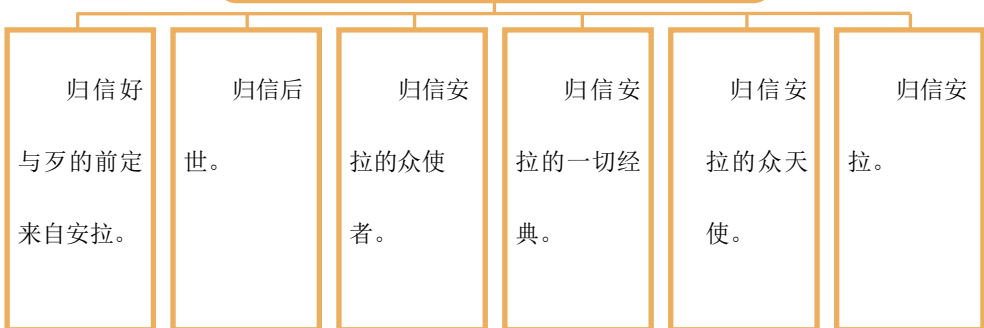 归信好
与歹的前定
来自安拉。
归信后
世。
归信安
拉的众使
者。
归信安
拉的一切经
典。
归信安
拉的众天
使。
归信安
拉。